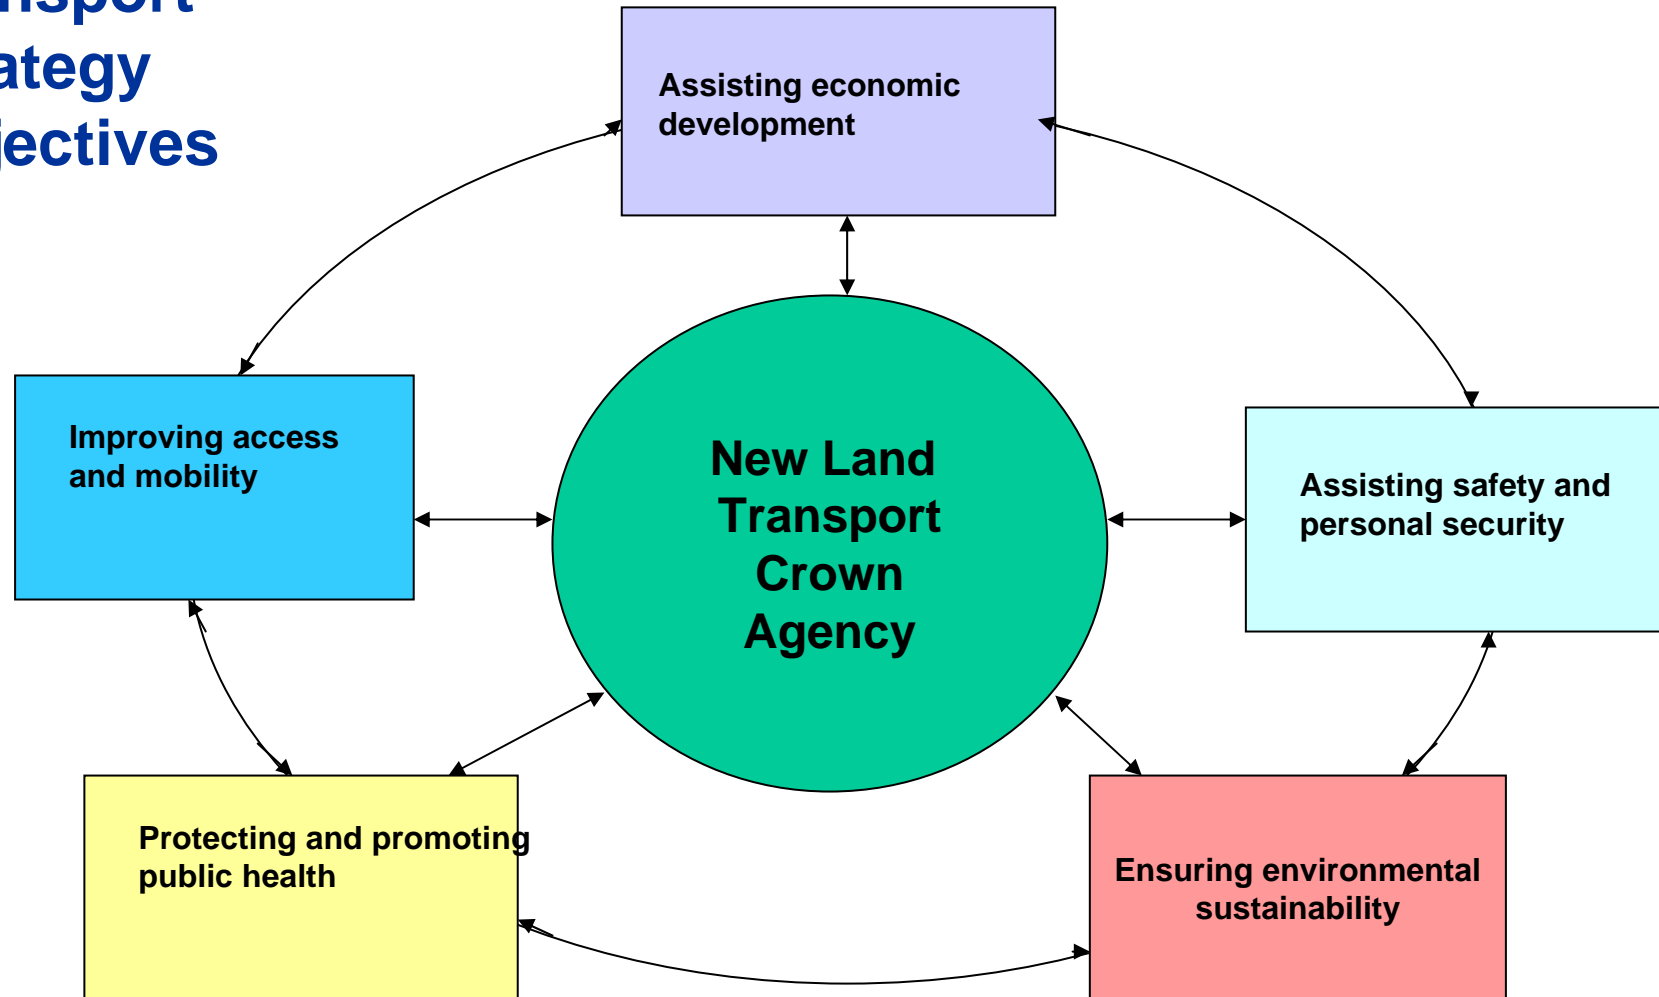 nsport
ategy
jectives
Assisting economic
development
Improving access
and mobility
New Land
Transport
Crown
Agency
Assisting safety and
personal security
Protecting and promoting
public health
Ensuring environmental
sustainability